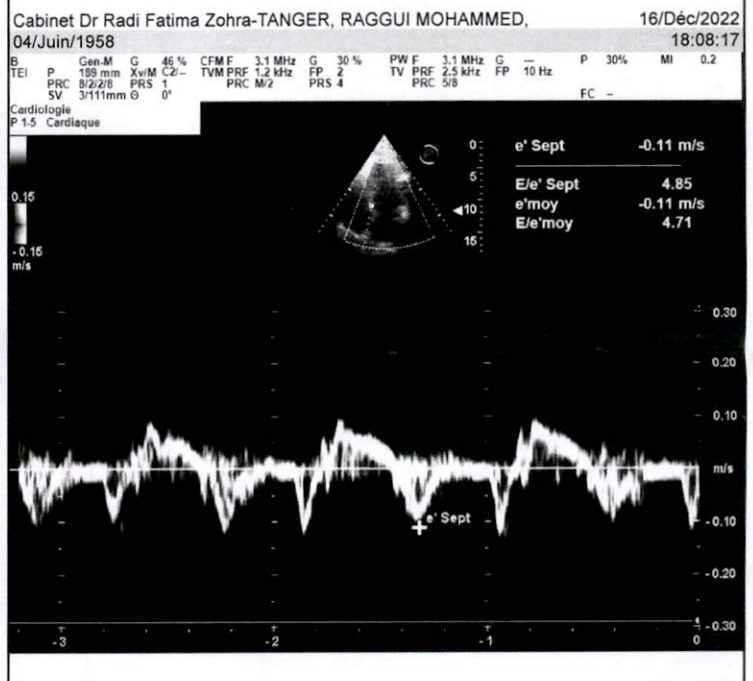 Cabinet Dr Radi Fatima Zohra-TANGER, RAGGUI MOHAMMED, 16/Déc/2022
04/Juin/1958 18:08:17
B Gen-M G 46 % CFM F 3.1 MHz G 30 % PW F 3.1 MHz G --- P 30% MI 0.2
TEI P 189 mm Xv/M C2/-- TVM PRF 1.2 kHz FP 2 TV PRF 2.5 kHz FP 10 Hz
PRC 8/2/2/8 PRS 1 PRC M/2 PRS 4 PRC 5/8
SV 3/111mm Θ 0° FC -
Cardiologie
P 1-5 Cardiaque
e' Sept -0.11 m/s
E/e' Sept 4.85
e'moy -0.11 m/s
E/e'moy 4.71
0
5
10
15
0.15
-0.15
m/s
0.30
0.20
0.10
m/s
-0.10
-0.20
-0.30
e' Sept
-3 -2 -1 0